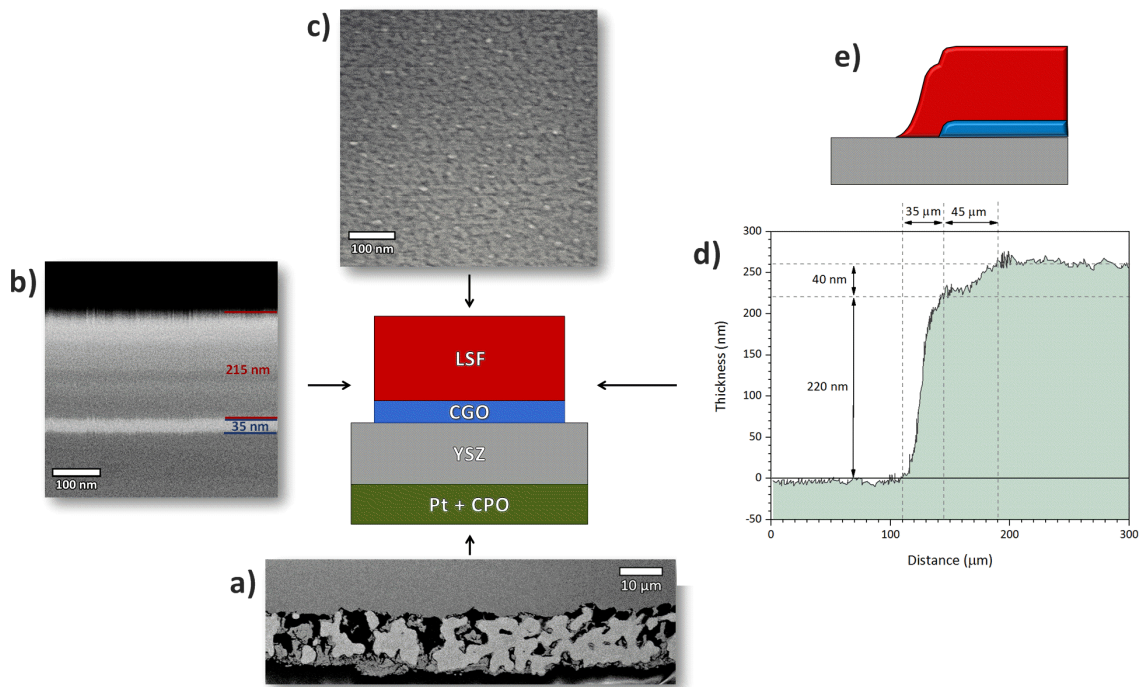 c)
100 nm
b)
215 nm
35 nm
100 nm
LSF
CGO
YSZ
Pt + CPO
a)
10 µm
e)
35 µm
45 µm
d)
300
250
200
150
100
50
0
-50
40 nm
220 nm
Thickness (nm)
0
100
200
300
Distance (µm)